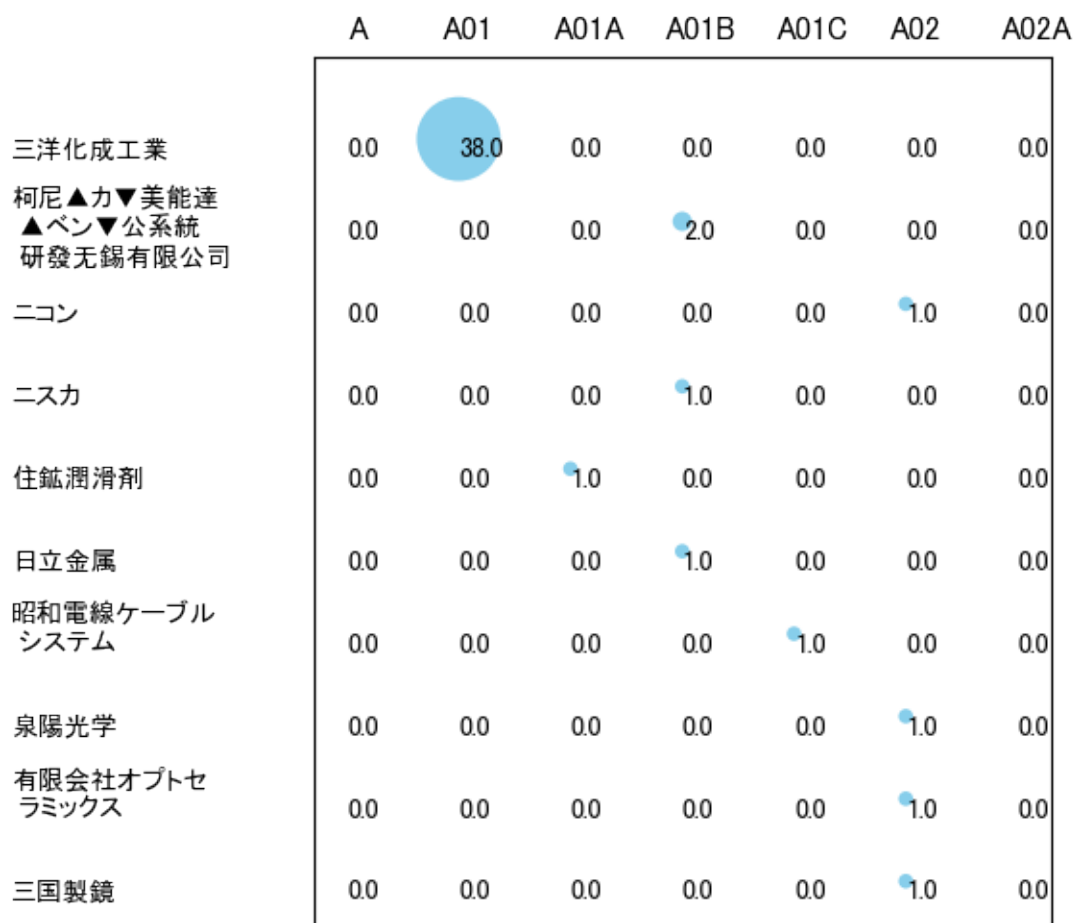 A A01 A01A A01B A01C A02 A02A
三洋化成工業 0.0 38.0 0.0 0.0 0.0 0.0 0.0
柯尼▲カ▼美能達
▲ベン▼公系統 0.0 0.0 0.0 2.0 0.0 0.0 0.0
研發无錫有限公司
ニコン 0.0 0.0 0.0 0.0 0.0 1.0 0.0
ニスカ 0.0 0.0 0.0 1.0 0.0 0.0 0.0
住鉱潤滑剤 0.0 0.0 1.0 0.0 0.0 0.0 0.0
日立金属 0.0 0.0 0.0 1.0 0.0 0.0 0.0
昭和電線ケーブル
システム 0.0 0.0 0.0 0.0 1.0 0.0 0.0
泉陽光学 0.0 0.0 0.0 0.0 0.0 1.0 0.0
有限会社オプトセ
ラミックス 0.0 0.0 0.0 0.0 0.0 1.0 0.0
三国製鏡 0.0 0.0 0.0 0.0 0.0 1.0 0.0